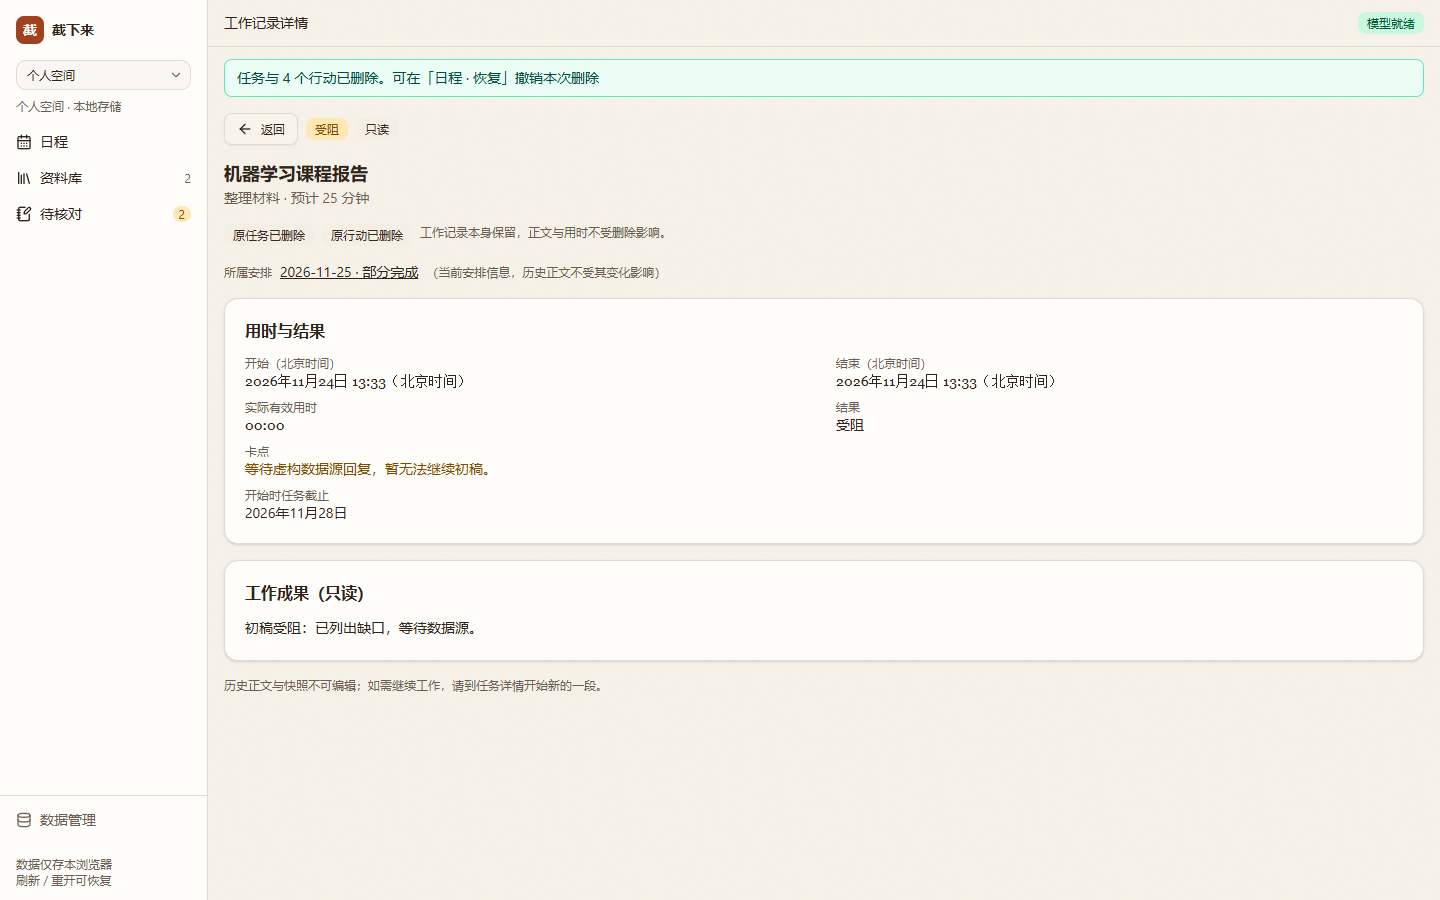 截 截下来
个人空间
个人空间 · 本地存储
日程
资料库 2
待核对 2
数据管理
数据仅存本浏览器
刷新 / 重开可恢复
工作记录详情
模型就绪
任务与 4 个行动已删除。可在「日程 · 恢复」撤销本次删除
返回 受阻 只读
机器学习课程报告
整理材料 · 预计 25 分钟
原任务已删除 原行动已删除 工作记录本身保留，正文与用时不受删除影响。
所属安排 2026-11-25 · 部分完成 （当前安排信息，历史正文不受其变化影响）
用时与结果
开始（北京时间）
2026年11月24日 13:33（北京时间）
结束（北京时间）
2026年11月24日 13:33（北京时间）
实际有效用时
00:00
结果
受阻
卡点
等待虚构数据源回复，暂无法继续初稿。
开始时任务截止
2026年11月28日
工作成果（只读）
初稿受阻：已列出缺口，等待数据源。
历史正文与快照不可编辑；如需继续工作，请到任务详情开始新的一段。